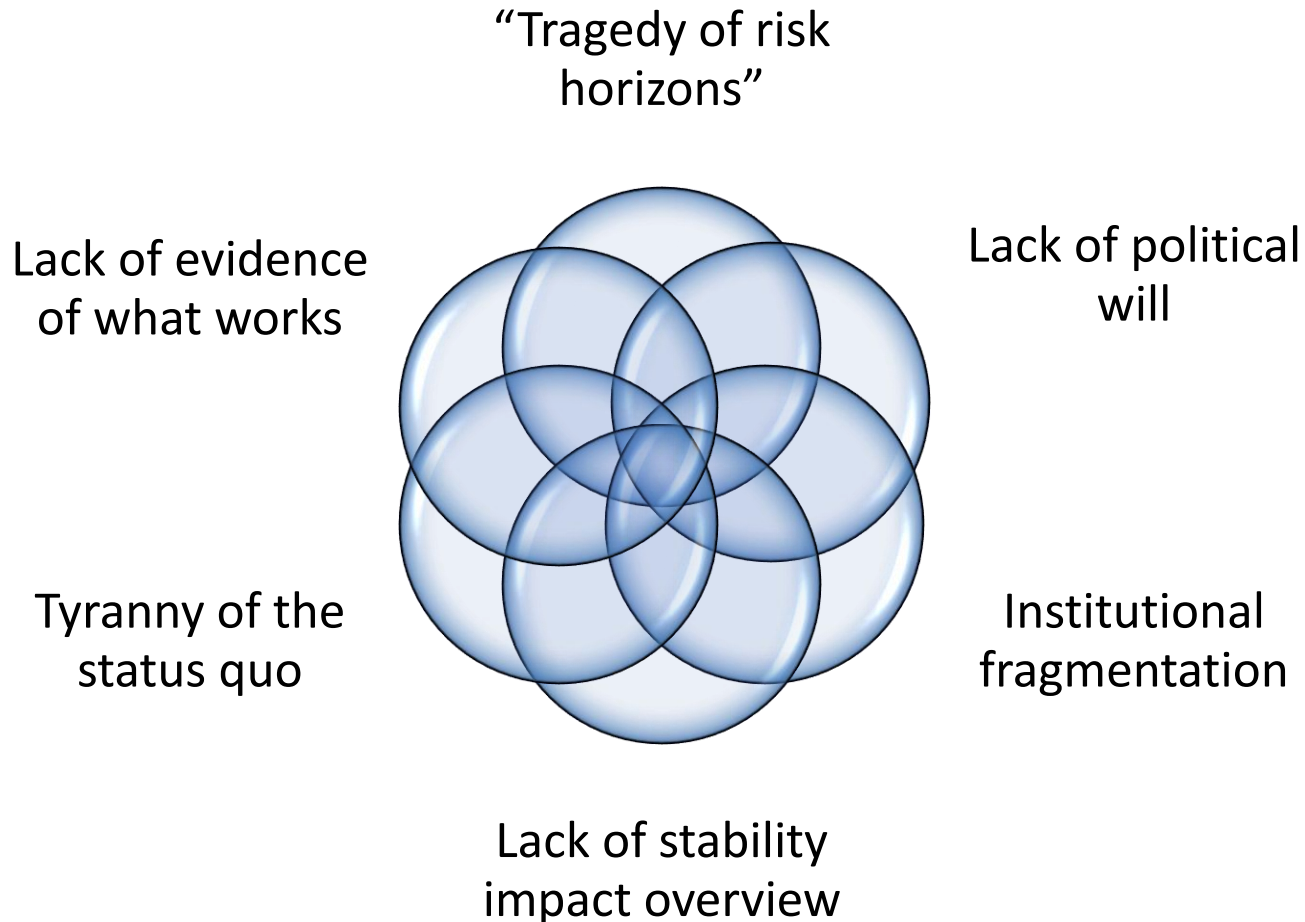 “Tragedy of risk
horizons”
Lack of political
will
Institutional
fragmentation
Lack of stability
impact overview
Tyranny of the
status quo
Lack of evidence
of what works